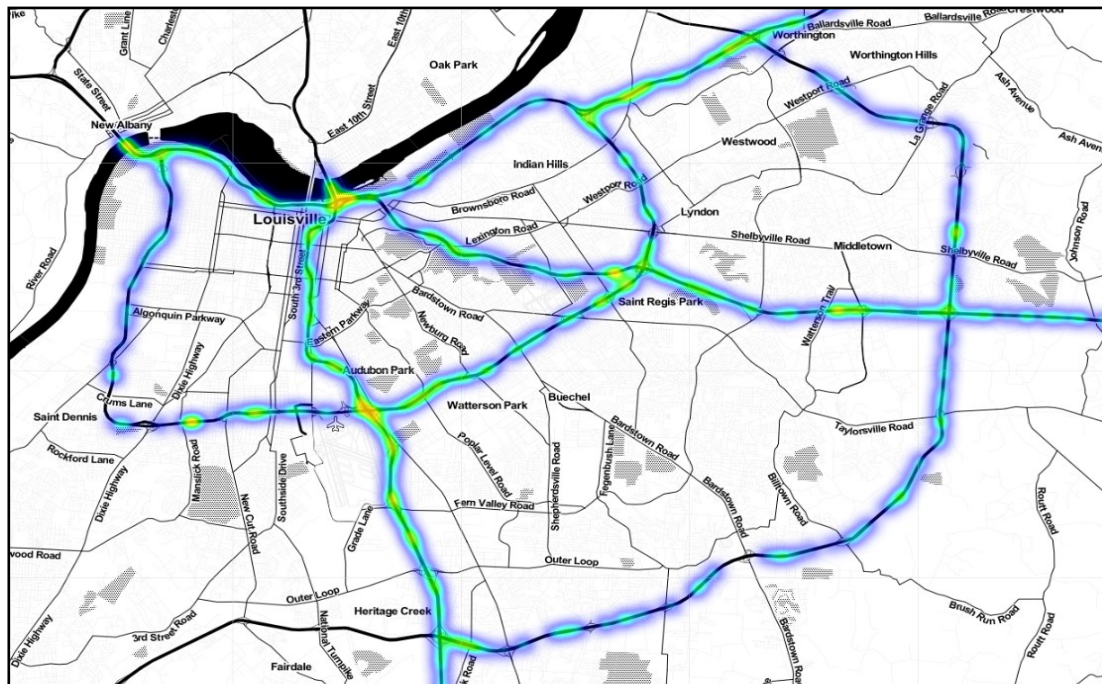 Grant Line
East 10th Street
Ballardsville Road
Ballardsville Road
Crestwood
Worthington
Oak Park
Worthington Hills
State Street
Ash Avenue
Westport Road
La Grange Road
New Albany
East 10th Street
Westwood
Indian Hills
Westport Road
Brownsboro Road
Louisville
Lexington Road
Lyndon
Shelbyville Road
Middletown
Shelbyville Road
Johnson Road
River Road
South 3rd Street
Bardstown Road
Saint Regis Park
Watterson Trail
Algonquin Parkway
Eastern Parkway
Newburg Road
Dixie Highway
Audubon Park
Crums Lane
Saint Dennis
Watterson Park
Buechel
Bardstown Road
Taylorsville Road
Rockford Lane
Manslick Road
Poplar Level Road
Fegenbush Lane
Dixie Highway
Southside Drive
Shepherdsville Road
Bardstown Road
Billtown Road
Routt Road
New Cut Road
Grade Lane
Fern Valley Road
wood Road
Outer Loop
Outer Loop
Heritage Creek
Brush Run Road
3rd Street Road
National Turnpike
Dixie Highway
Bardstown Road
Routt Road
Fairdale